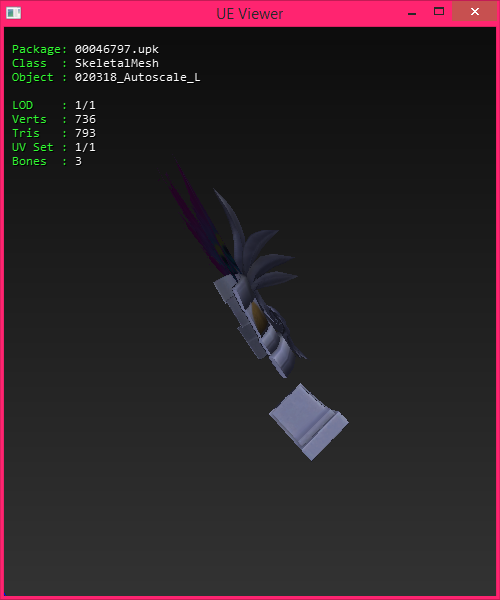 UE Viewer
Package: 00046797.upk
Class  : SkeletalMesh
Object : 020318_Autoscale_L
LOD    : 1/1
Verts  : 736
Tris   : 793
UV Set : 1/1
Bones  : 3